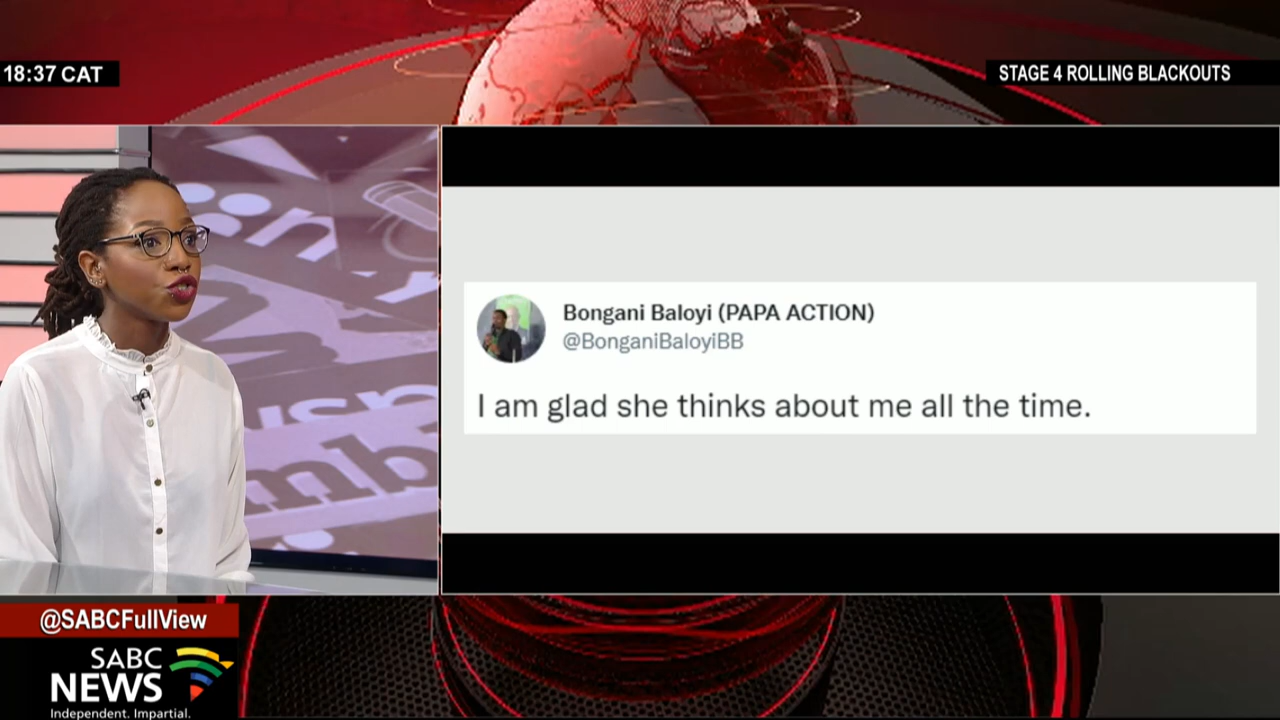 18:37 CAT
STAGE 4 ROLLING BLACKOUTS
Bongani Baloyi (PAPA ACTION)
@BonganiBaloyiBB
I am glad she thinks about me all the time.
@SABCFullView
SABC
NEWS
Independent. Impartial.